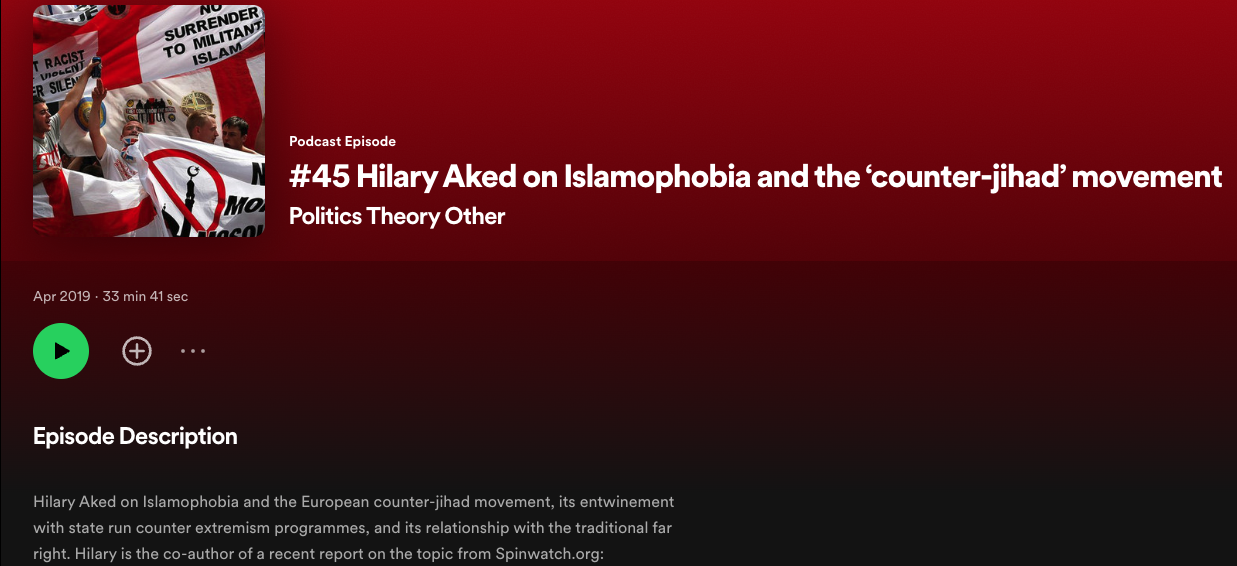 NO
SURRENDER
TO MILITANT
ISLAM
T RACIST
VIOLENT
R SILEN
Podcast Episode
#45 Hilary Aked on Islamophobia and the ‘counter-jihad’ movement
Politics Theory Other
Apr 2019 · 33 min 41 sec
Episode Description
Hilary Aked on Islamophobia and the European counter-jihad movement, its entwinement
with state run counter extremism programmes, and its relationship with the traditional far
right. Hilary is the co-author of a recent report on the topic from Spinwatch.org: